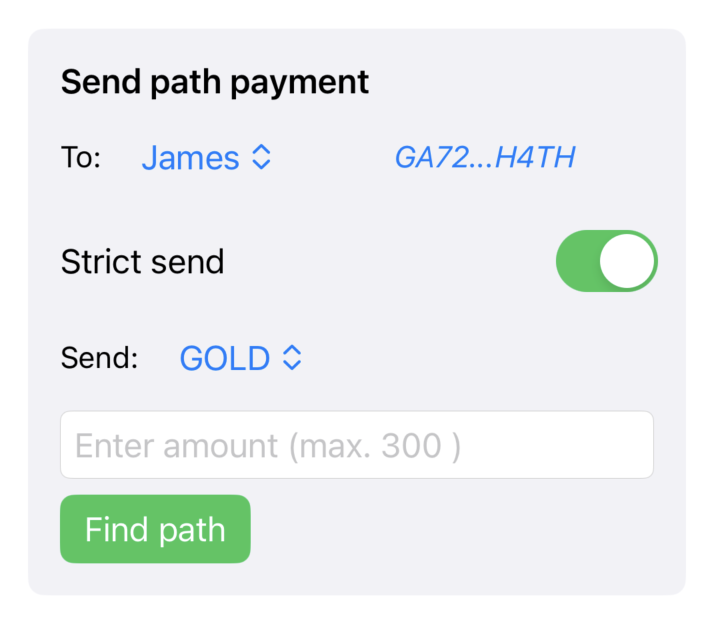 Send path payment
To: James GA72...H4TH
Strict send
Send: GOLD
Enter amount (max. 300 )
Find path